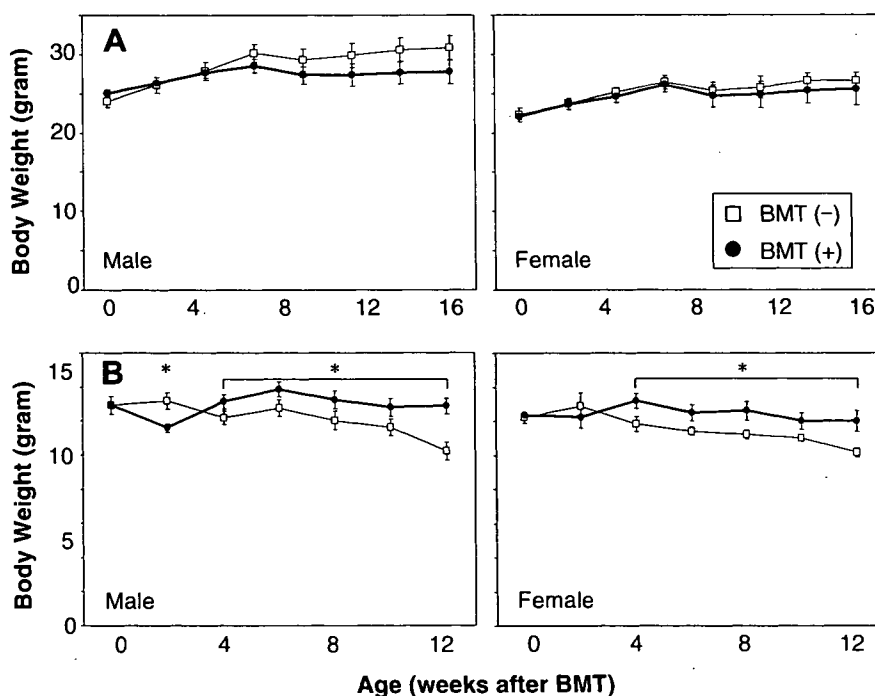 A
Body Weight (gram)
30
20
10
0
Male
0 4 8 12 16
Female
BMT (−)
BMT (+)
0 4 8 12 16
B
Body Weight (gram)
15
10
5
0
*
*
Male
0 4 8 12
*
Female
0 4 8 12
Age (weeks after BMT)